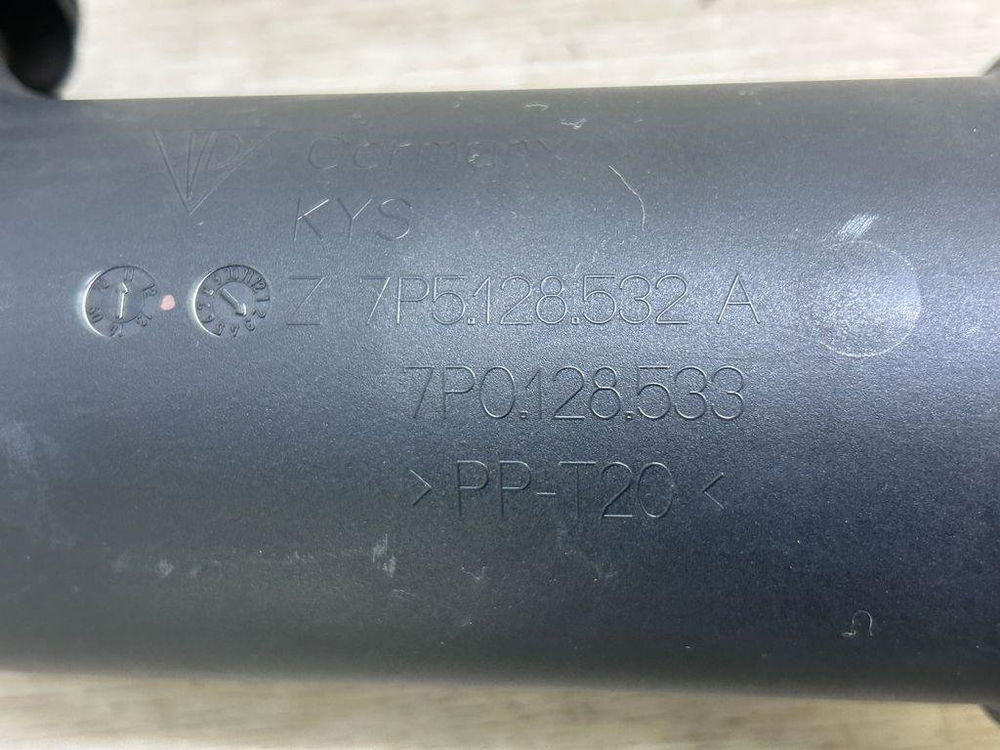 Germany
KYS
Z 7P5.128.532 A
7P0.128.533
>PP-T20<